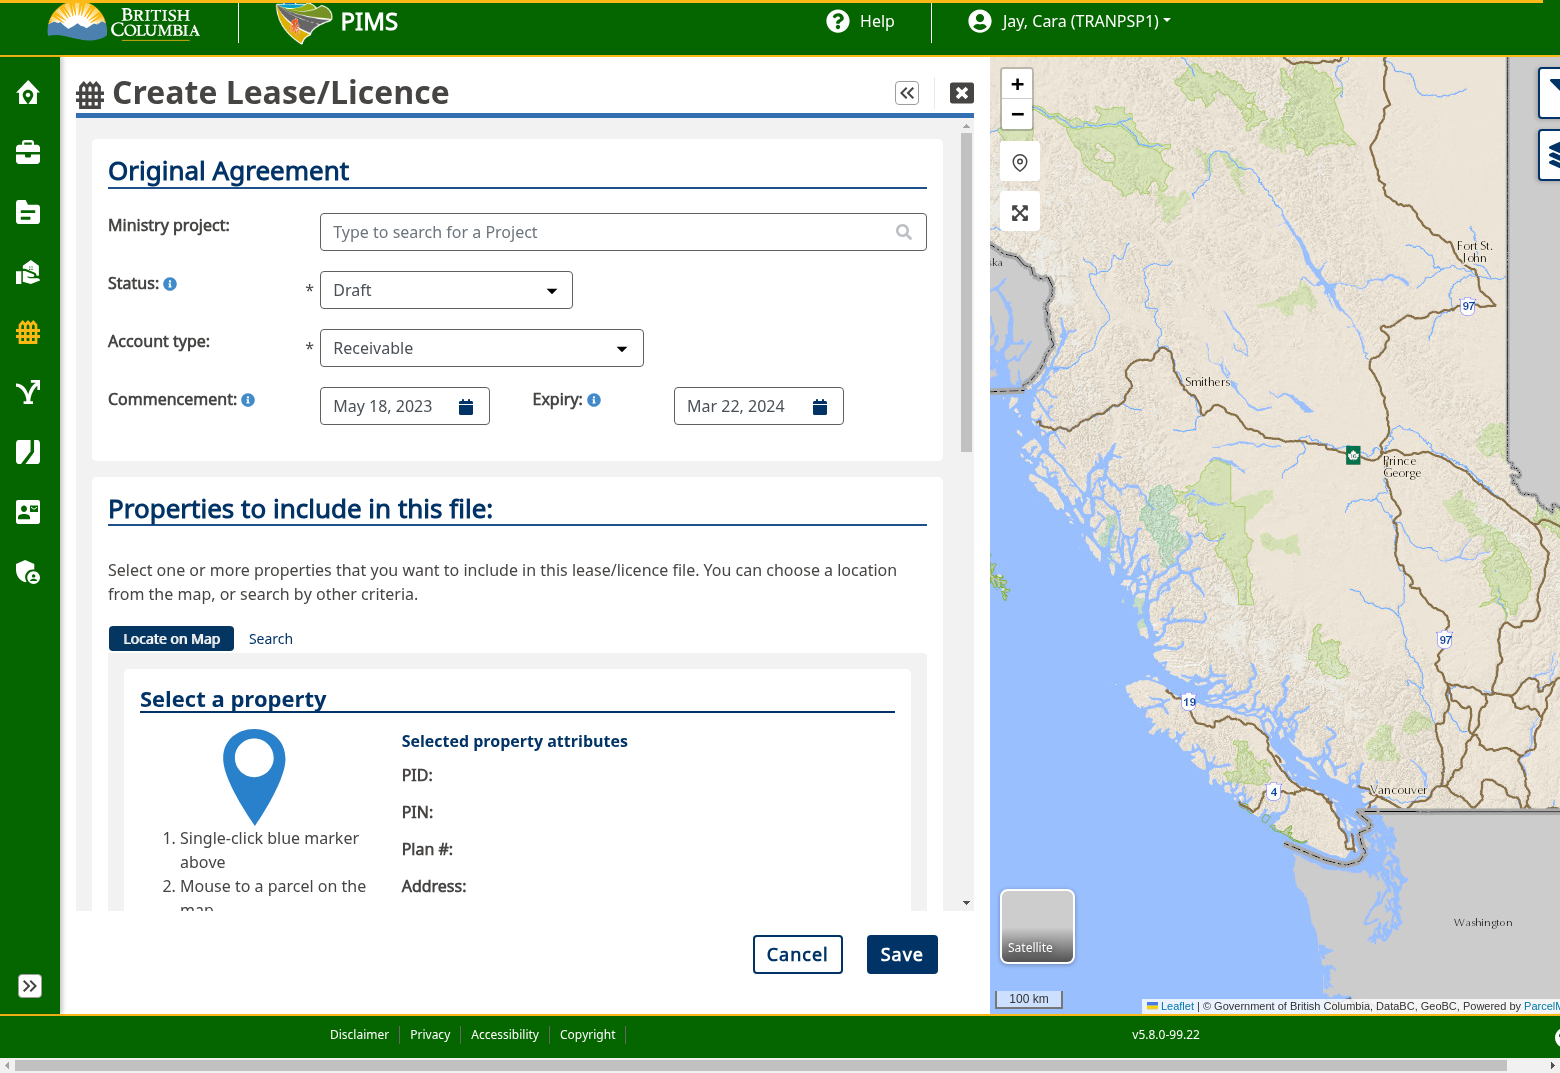 BRITISH COLUMBIA
PIMS
Help
Jay, Cara (TRANPSP1)
Create Lease/Licence
Original Agreement
Ministry project:
Type to search for a Project
Status:
* Draft
Account type:
* Receivable
Commencement:
May 18, 2023
Expiry:
Mar 22, 2024
Properties to include in this file:
Select one or more properties that you want to include in this lease/licence file. You can choose a location
from the map, or search by other criteria.
Locate on Map
Search
Select a property
1. Single-click blue marker
above
2. Mouse to a parcel on the
map
Selected property attributes
PID:
PIN:
Plan #:
Address:
Cancel
Save
+
−
ska
Fort St.
John
97
Smithers
16
Prince
George
97
19
4
Vancouver
Washington
Satellite
100 km
Leaflet | © Government of British Columbia, DataBC, GeoBC, Powered by ParcelM
Disclaimer
Privacy
Accessibility
Copyright
v5.8.0-99.22